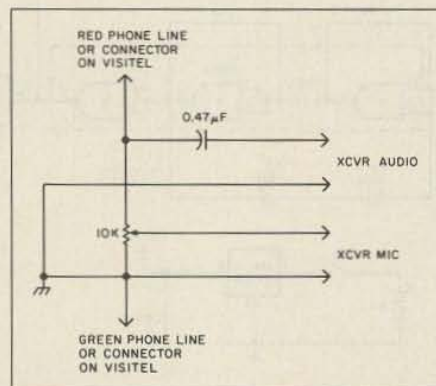 RED PHONE LINE
OR CONNECTOR
ON VISITEL
0.47µF
XCVR AUDIO
10K
XCVR MIC
GREEN PHONE LINE
OR CONNECTOR
ON VISITEL